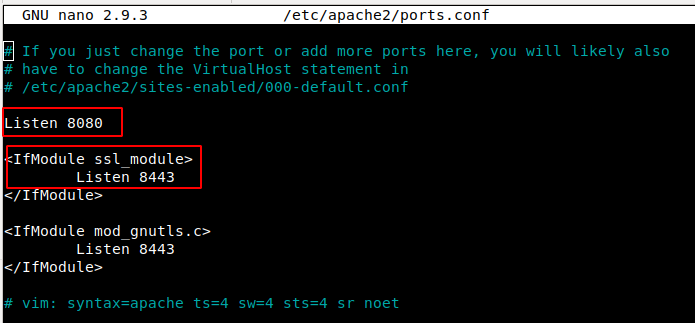 GNU nano 2.9.3 /etc/apache2/ports.conf
# If you just change the port or add more ports here, you will likely also
# have to change the VirtualHost statement in
# /etc/apache2/sites-enabled/000-default.conf
Listen 8080
<IfModule ssl_module>
Listen 8443
</IfModule>
<IfModule mod_gnutls.c>
Listen 8443
</IfModule>
# vim: syntax=apache ts=4 sw=4 sts=4 sr noet